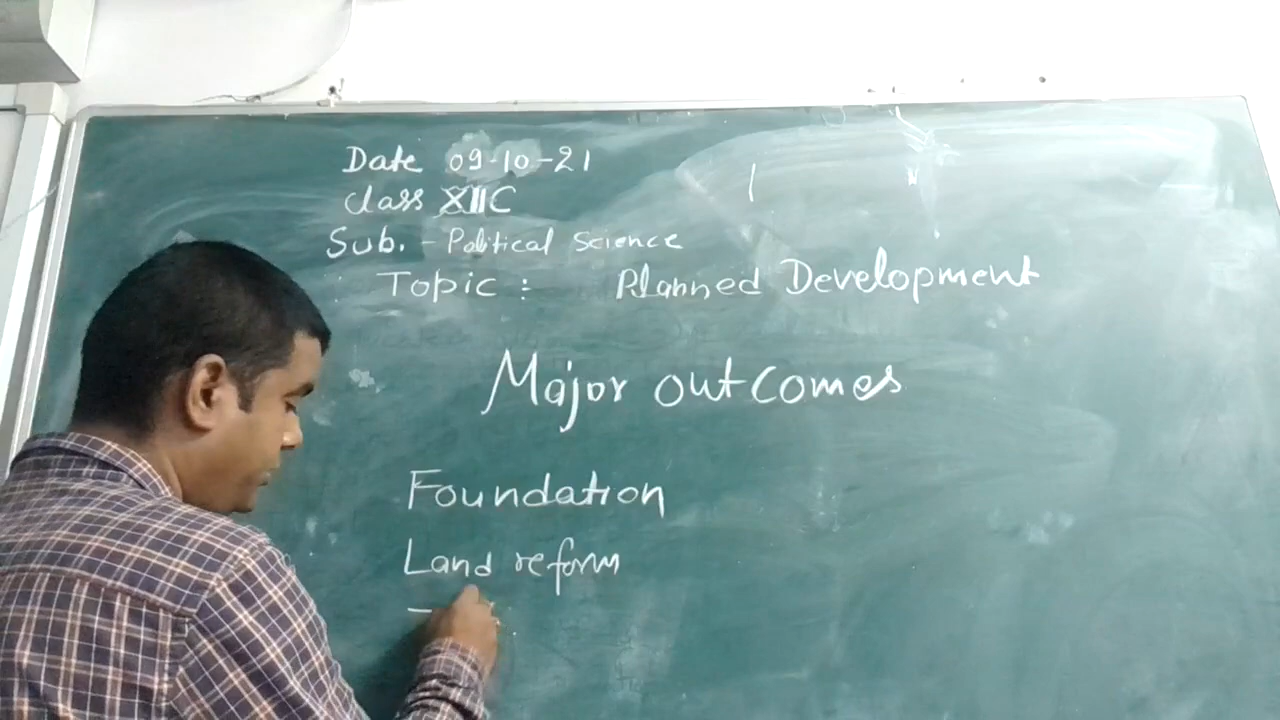 Date 09-10-21
Class XIIC
Sub. - Political Science
Topic : Planned Development
Major outcomes
Foundation
Land reform